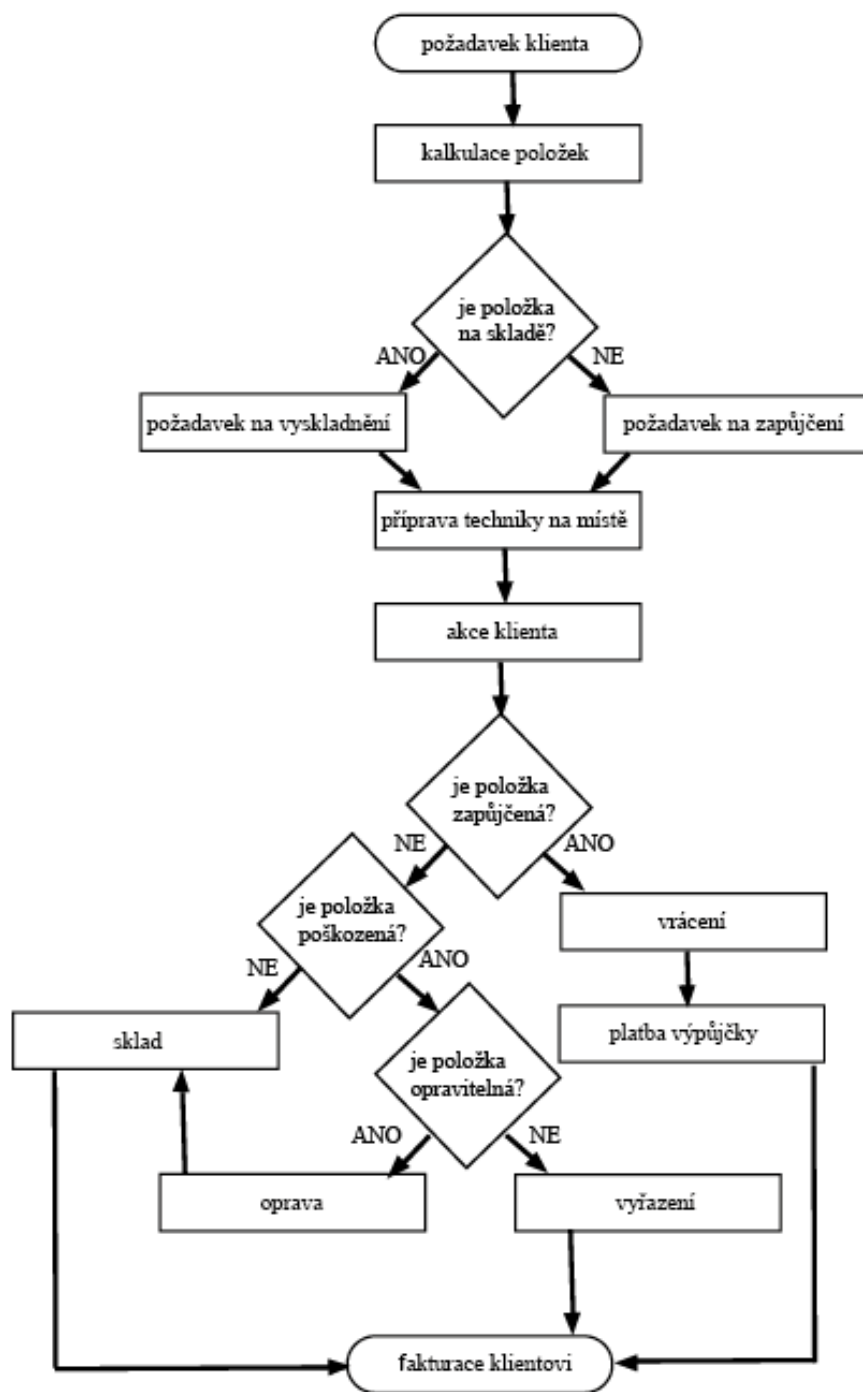 požadavek klienta
kalkulace položek
je položka
na skladě?
ANO
NE
požadavek na vyskladnění
požadavek na zapůjčení
příprava techniky na místě
akce klienta
je položka
zapůjčená?
NE
ANO
je položka
poškozená?
vrácení
NE
ANO
sklad
platba výpůjčky
je položka
opravitelná?
ANO
NE
oprava
vyřazení
fakturace klientovi